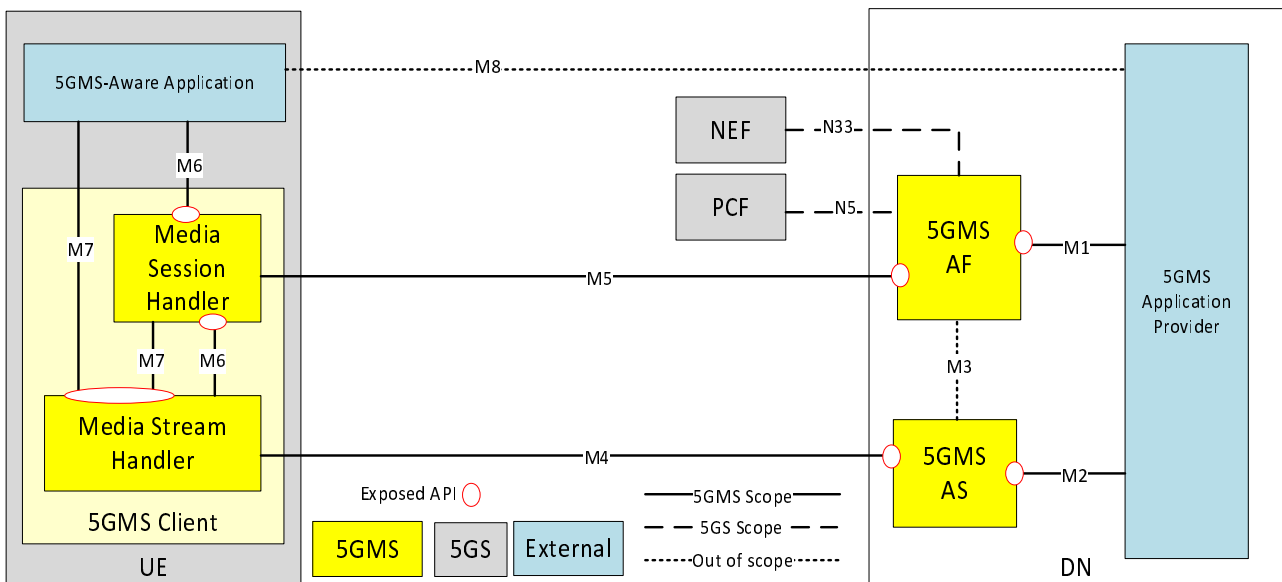 5GMS-Aware Application
M8
NEF
N33
PCF
N5
M6
M7
Media
Session
Handler
M5
5GMS
AF
M1
5GMS
Application
Provider
M7
M6
M3
Media Stream
Handler
M4
5GMS
AS
M2
Exposed API
5GMS Scope
5GS Scope
Out of scope
5GMS Client
5GMS
5GS
External
UE
DN